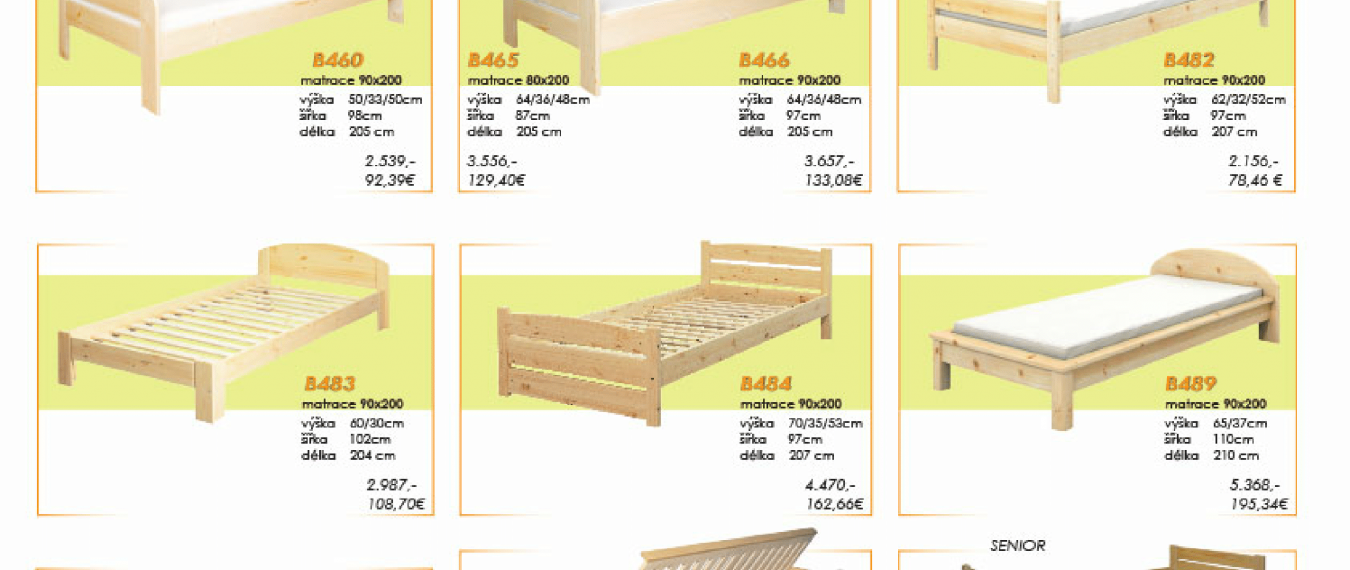 B460
matrace 90x200
výška 50/33/50cm
šířka 98cm
délka 205 cm
2.539,-
92,39€
B465
matrace 80x200
výška 64/36/48cm
šířka 87cm
délka 205 cm
3.556,-
129,40€
B466
matrace 90x200
výška 64/36/48cm
šířka 97cm
délka 205 cm
3.657,-
133,08€
B482
matrace 90x200
výška 62/32/52cm
šířka 97cm
délka 207 cm
2.156,-
78,46 €
B483
matrace 90x200
výška 60/30cm
šířka 102cm
délka 204 cm
2.987,-
108,70€
B484
matrace 90x200
výška 70/35/53cm
šířka 97cm
délka 207 cm
4.470,-
162,66€
B489
matrace 90x200
výška 65/37cm
šířka 110cm
délka 210 cm
5.368,-
195,34€
SENIOR